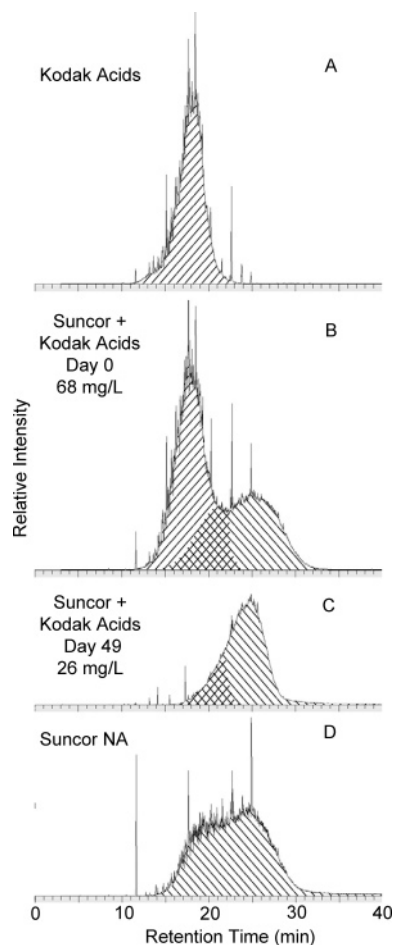 Kodak Acids
A
Suncor +
Kodak Acids
Day 0
68 mg/L
B
Relative Intensity
Suncor +
Kodak Acids
Day 49
26 mg/L
C
Suncor NA
D
0 10 20 30 40
Retention Time (min)